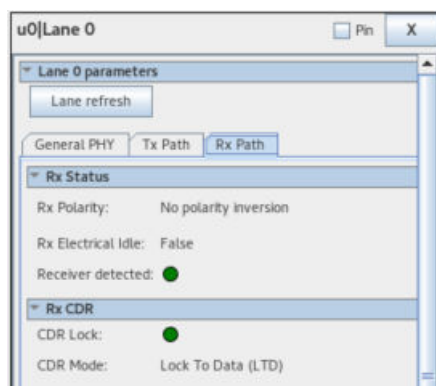 u0|Lane 0
Pin
X
Lane 0 parameters
Lane refresh
General PHY
Tx Path
Rx Path
Rx Status
Rx Polarity: No polarity inversion
Rx Electrical Idle: False
Receiver detected:
Rx CDR
CDR Lock:
CDR Mode: Lock To Data (LTD)